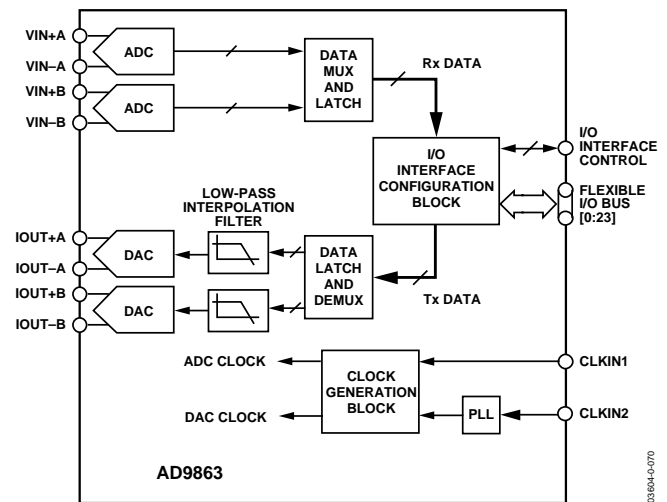 VIN+A
VIN–A
VIN+B
VIN–B
ADC
ADC
DATA
MUX
AND
LATCH
Rx DATA
I/O
INTERFACE
CONFIGURATION
BLOCK
I/O
INTERFACE
CONTROL
FLEXIBLE
I/O BUS
[0:23]
LOW-PASS
INTERPOLATION
FILTER
IOUT+A
IOUT–A
IOUT+B
IOUT–B
DAC
DAC
DATA
LATCH
AND
DEMUX
Tx DATA
ADC CLOCK
DAC CLOCK
CLOCK
GENERATION
BLOCK
PLL
CLKIN1
CLKIN2
AD9863
03604-0-070